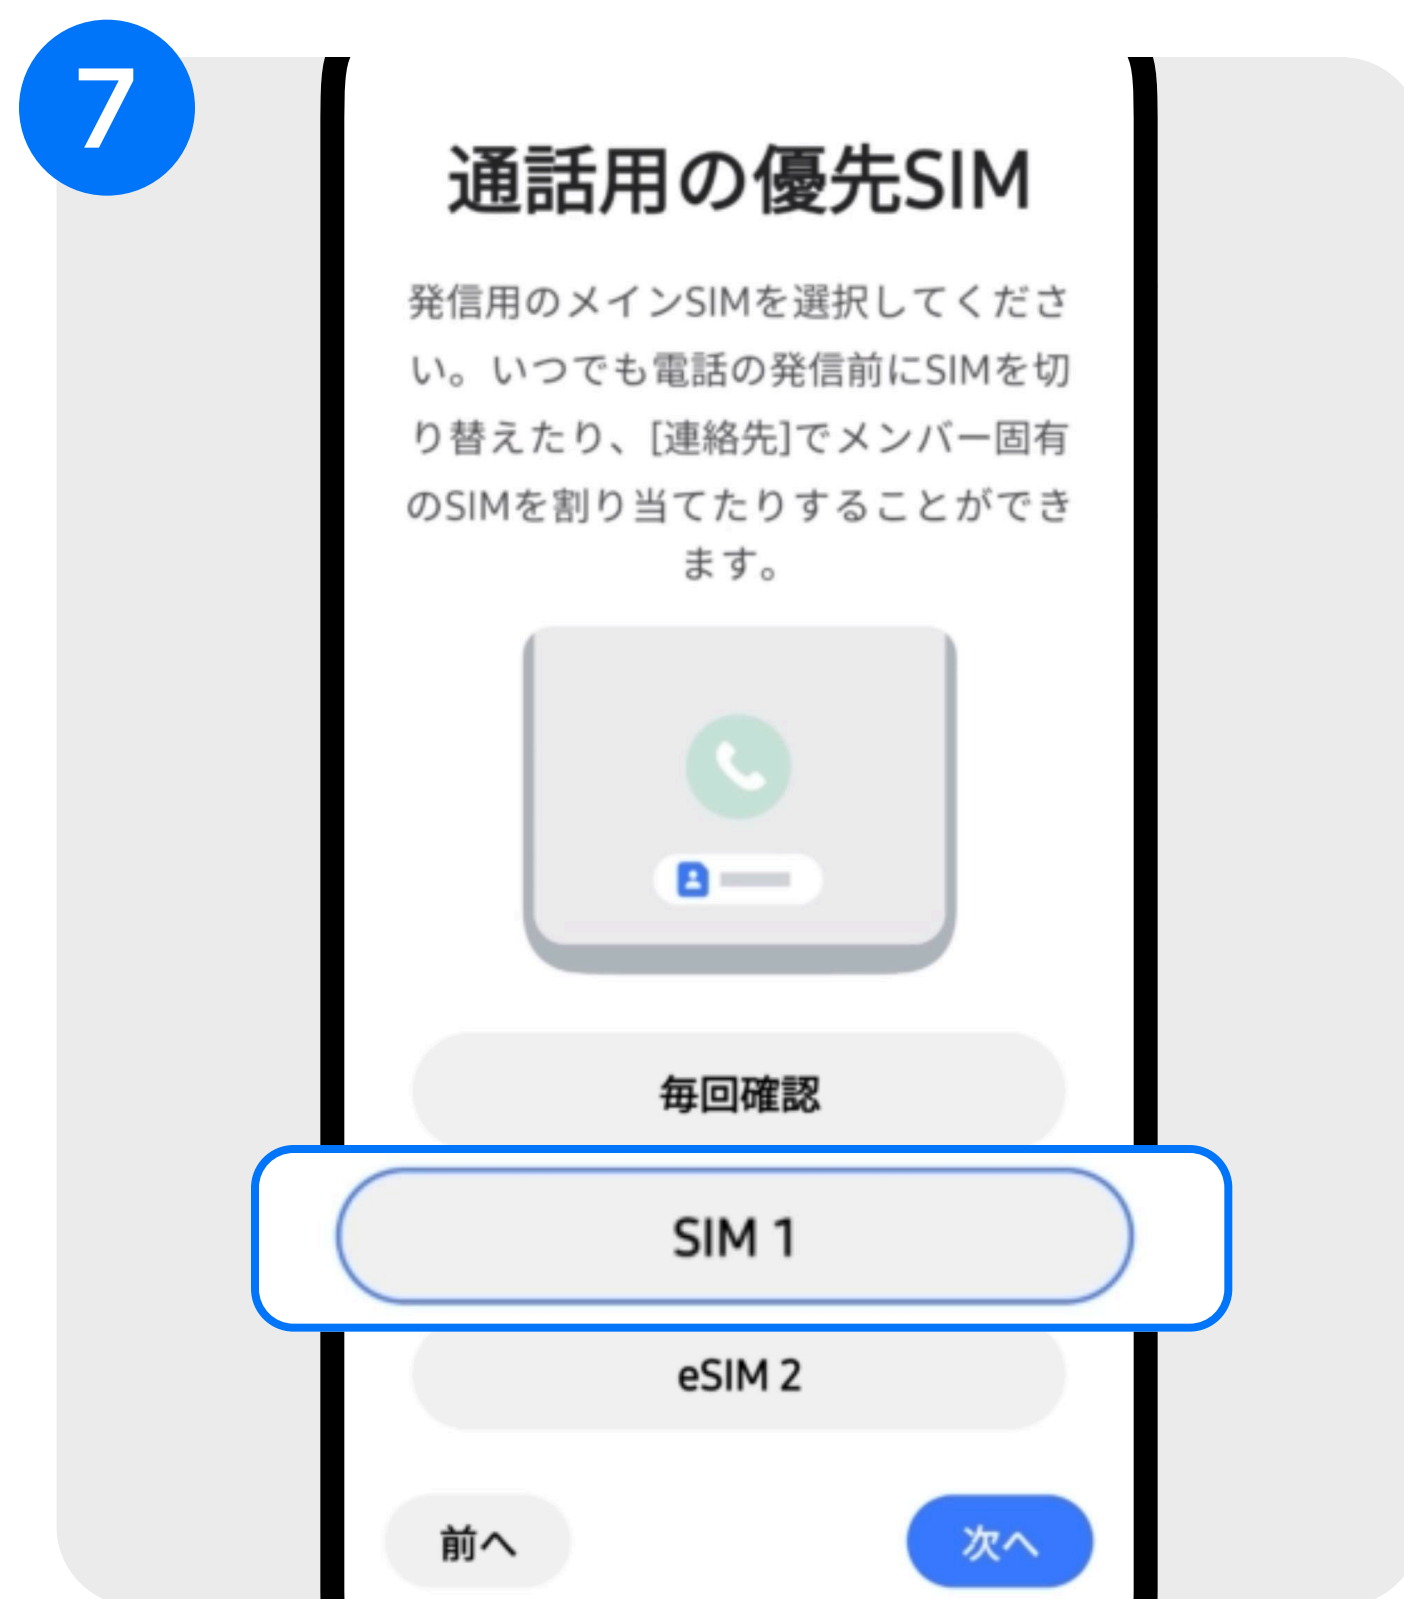 7
通話用の優先SIM
発信用のメインSIMを選択してくださ
い。いつでも電話の発信前にSIMを切
り替えたり、[連絡先]でメンバー固有
のSIMを割り当てたりすることができ
ます。
毎回確認
SIM 1
eSIM 2
前へ
次へ